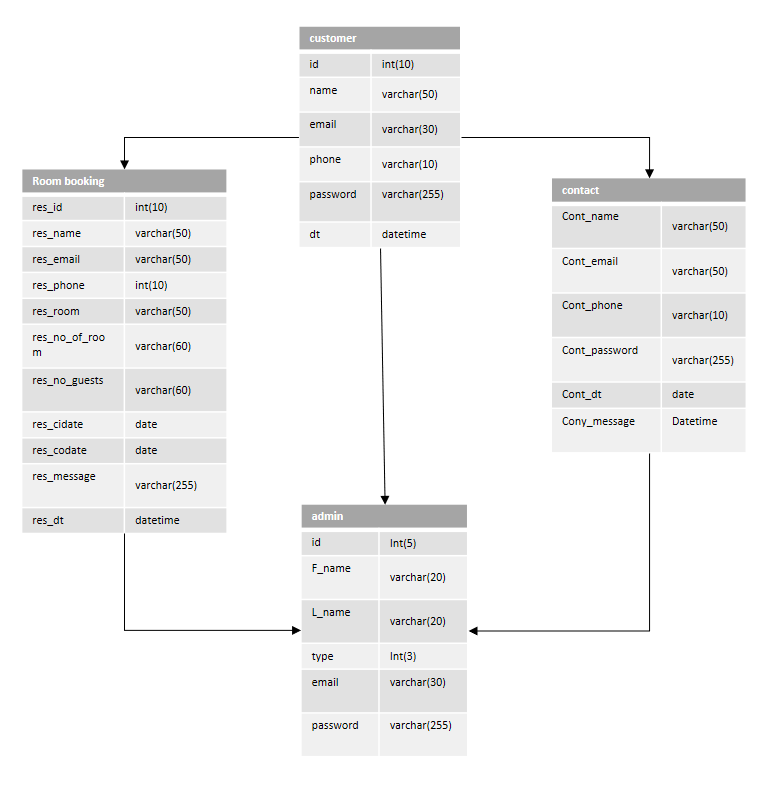 customer
id int(10)
name varchar(50)
email varchar(30)
phone varchar(10)
password varchar(255)
dt datetime
Room booking
res_id int(10)
res_name varchar(50)
res_email varchar(50)
res_phone int(10)
res_room varchar(50)
res_no_of_roo
m varchar(60)
res_no_guests varchar(60)
res_cidate date
res_codate date
res_message varchar(255)
res_dt datetime
contact
Cont_name varchar(50)
Cont_email varchar(50)
Cont_phone varchar(10)
Cont_password varchar(255)
Cont_dt date
Cony_message Datetime
admin
id Int(5)
F_name varchar(20)
L_name varchar(20)
type Int(3)
email varchar(30)
password varchar(255)